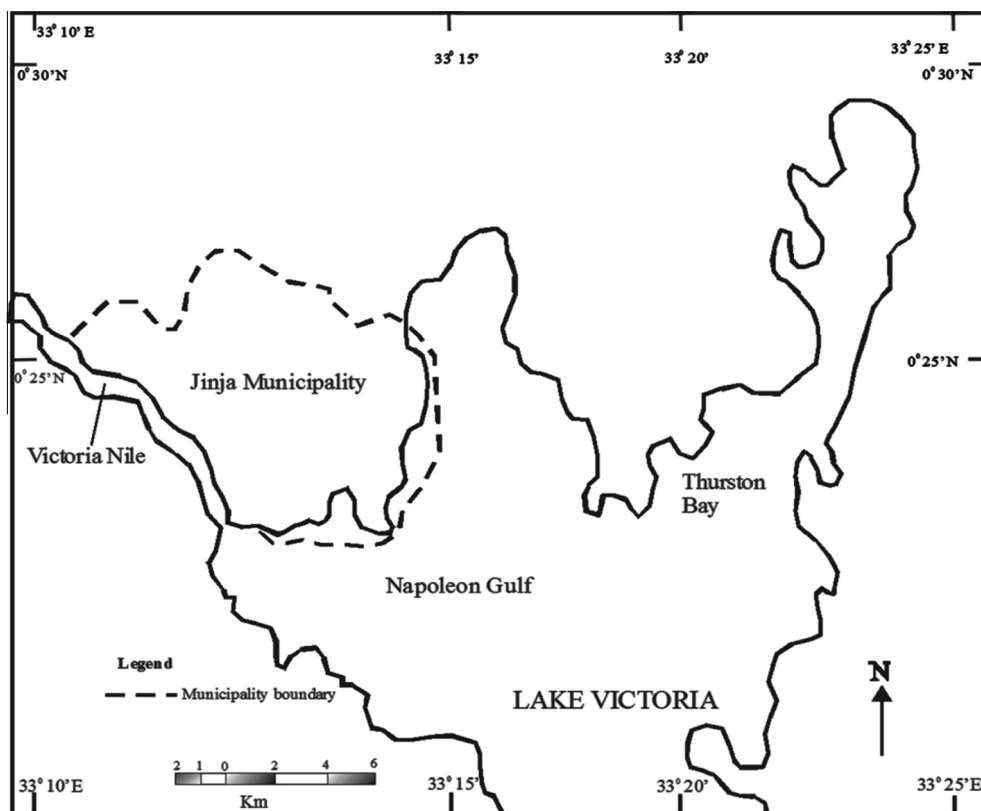 33°10'E
33°15'
33°20'
33°25'E
0°30'N
0°30'N
Jinja Municipality
0°25'N
0°25'N
Victoria Nile
Thurston
Bay
Napoleon Gulf
Legend
Municipality boundary
LAKE VICTORIA
N
2 1 0 2 4 6
Km
33°10'E
33°15'
33°20'
33°25'E